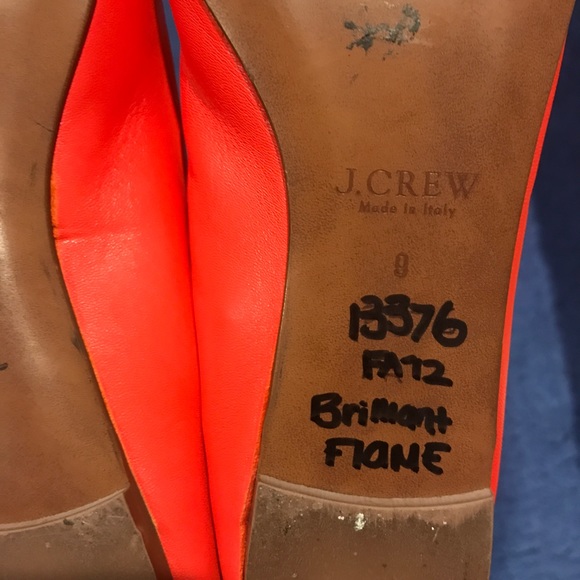 J.CREW
Made in Italy
9
13376
FA12
Brilliant
FlaME